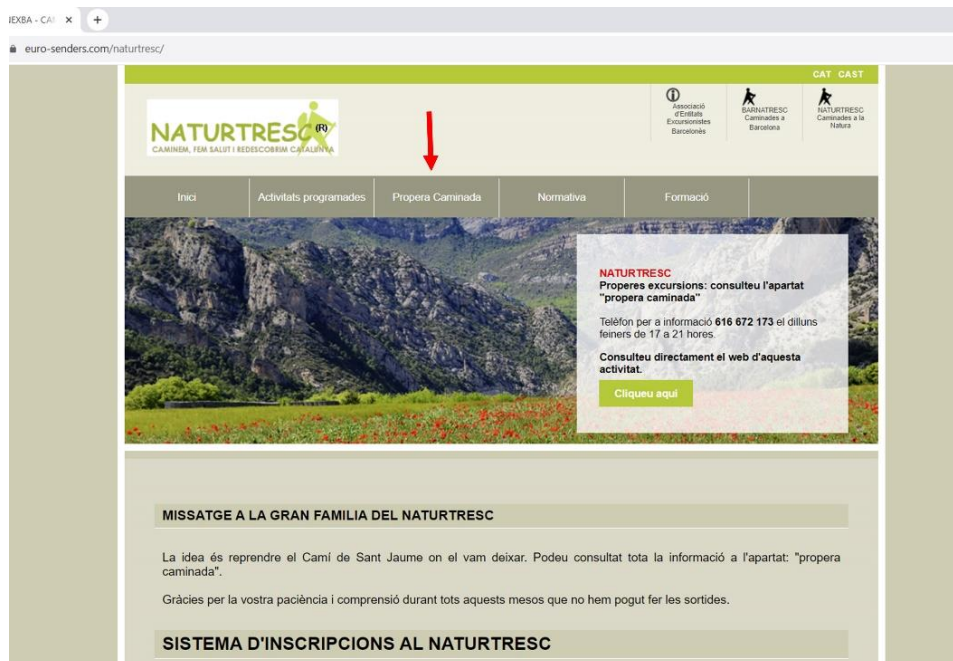 CAT CAST
euro-senders.com/naturtresc/
NATURTRESC (R)
CAMINEM, FEM SALUT I REDESCOBRIM CATALUNYA
Associació
d'Entitats
Excursionistes
Barcelonès
BARNATRESC
Caminades a
Barcelona
NATURTRESC
Caminades a la
Natura
Inici
Activitats programades
Propera Caminada
Normativa
Formació
NATURTRESC
Properes excursions: consulteu l'apartat
"propera caminada"
Telèfon per a informació 616 672 173 el dilluns
feiners de 17 a 21 hores.
Consulteu directament el web d'aquesta
activitat.
Cliqueu aquí
MISSATGE A LA GRAN FAMILIA DEL NATURTRESC
La idea és reprendre el Camí de Sant Jaume on el vam deixar. Podeu consultat tota la informació a l'apartat: "propera
caminada".
Gràcies per la vostra paciència i comprensió durant tots aquests mesos que no hem pogut fer les sortides.
SISTEMA D'INSCRIPCIONS AL NATURTRESC